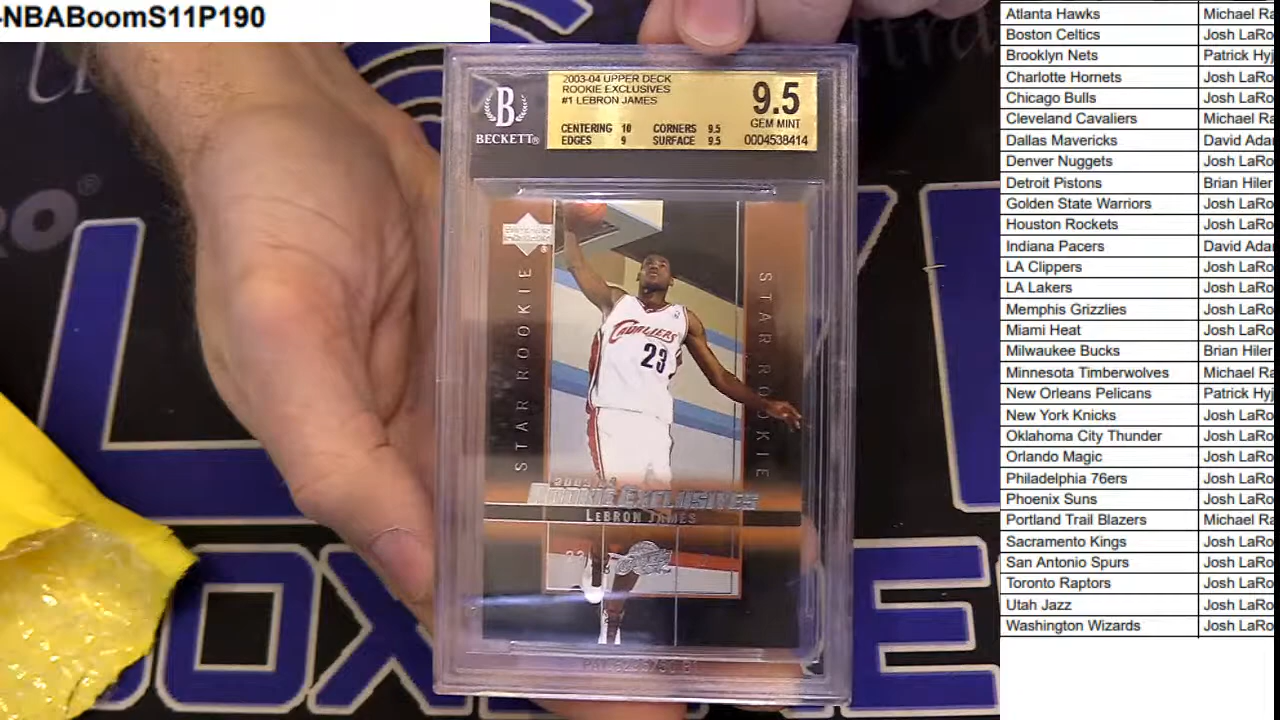 -NBABoomS11P190
2003-04 UPPER DECK
ROOKIE EXCLUSIVES
#1 LEBRON JAMES
9.5
GEM MINT
CENTERING 10 CORNERS 9.5
EDGES 9 SURFACE 9.5
0004538414
B
BECKETT®
STAR ROOKIE
STAR ROOKIE
CAVALIERS
23
ROOKIE EXCLUSIVES
LEBRON JAMES
RO®
BOX
Atlanta Hawks Michael Ra
Boston Celtics Josh LaRo
Brooklyn Nets Patrick Hyj
Charlotte Hornets Josh LaRo
Chicago Bulls Josh LaRo
Cleveland Cavaliers Michael Ra
Dallas Mavericks David Adar
Denver Nuggets Josh LaRo
Detroit Pistons Brian Hiler
Golden State Warriors Josh LaRo
Houston Rockets Josh LaRo
Indiana Pacers David Adar
LA Clippers Josh LaRo
LA Lakers Josh LaRo
Memphis Grizzlies Josh LaRo
Miami Heat Josh LaRo
Milwaukee Bucks Brian Hiler
Minnesota Timberwolves Michael Ra
New Orleans Pelicans Patrick Hyj
New York Knicks Josh LaRo
Oklahoma City Thunder Josh LaRo
Orlando Magic Josh LaRo
Philadelphia 76ers Josh LaRo
Phoenix Suns Josh LaRo
Portland Trail Blazers Michael Ra
Sacramento Kings Josh LaRo
San Antonio Spurs Josh LaRo
Toronto Raptors Josh LaRo
Utah Jazz Josh LaRo
Washington Wizards Josh LaRo